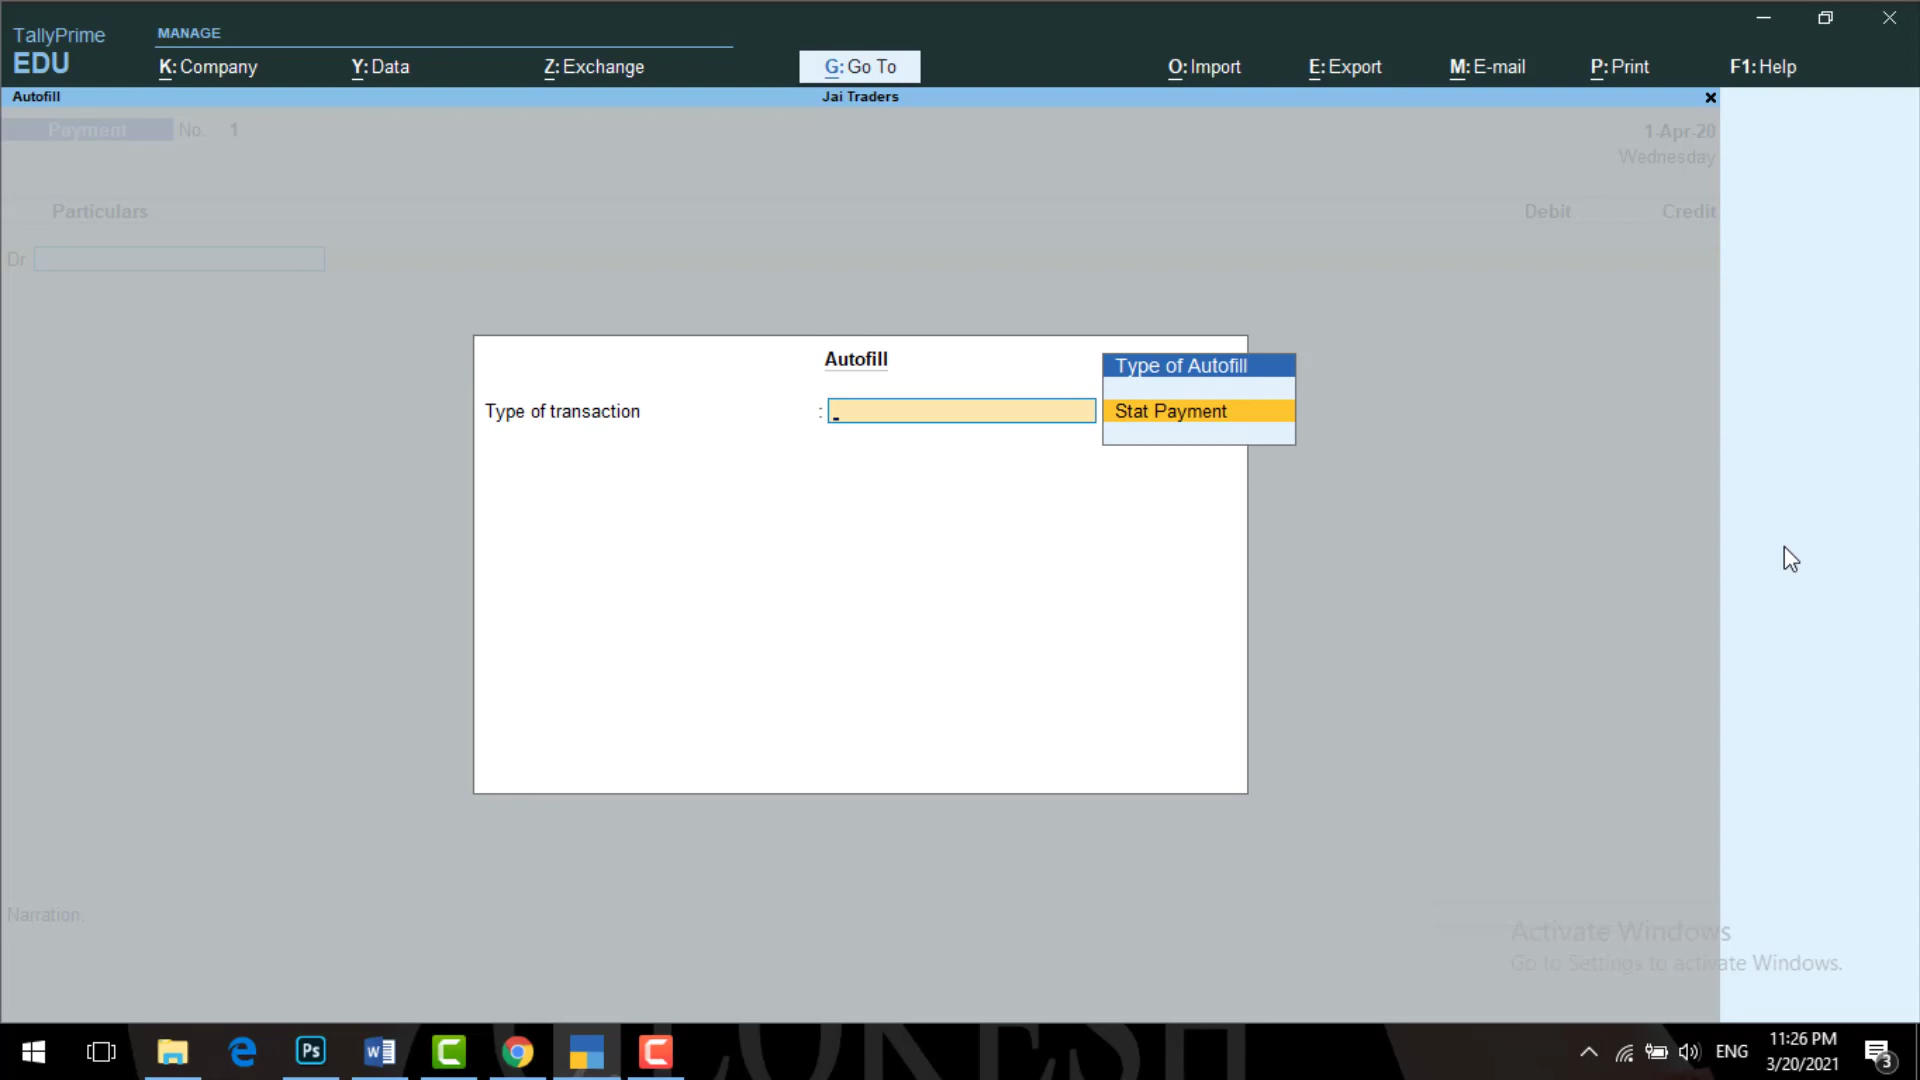 TallyPrime
EDU
MANAGE
K: Company
Y: Data
Z: Exchange
G: Go To
O: Import
E: Export
M: E-mail
P: Print
F1: Help
Autofill
Jai Traders
Payment No. 1
1-Apr-20
Wednesday
Particulars
Debit
Credit
Dr
Autofill
Type of Autofill
Type of transaction :
Stat Payment
Narration:
Activate Windows
Go to Settings to activate Windows.
Ps
ENG
11:26 PM
3/20/2021
3